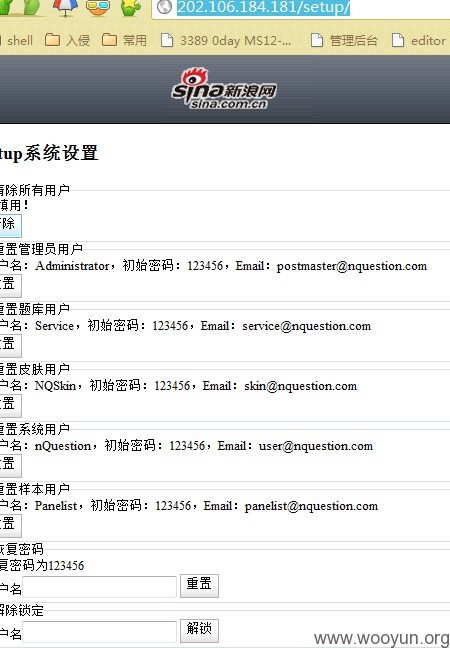 202.106.184.181/setup/
shell 入侵 常用 3389 0day MS12-... 管理后台 editor
sina新浪网
sina.com.cn
tup系统设置
清除所有用户
慎用!
除
重置管理员用户
户名:Administrator,初始密码:123456,Email:postmaster@nquestion.com
置
重置题库用户
户名:Service,初始密码:123456,Email:service@nquestion.com
置
重置皮肤用户
户名:NQSkin,初始密码:123456,Email:skin@nquestion.com
置
重置系统用户
户名:nQuestion,初始密码:123456,Email:user@nquestion.com
置
重置样本用户
户名:Panelist,初始密码:123456,Email:panelist@nquestion.com
置
恢复密码
复密码为123456
户名 重置
解除锁定
户名 解锁
www.wooyun.org